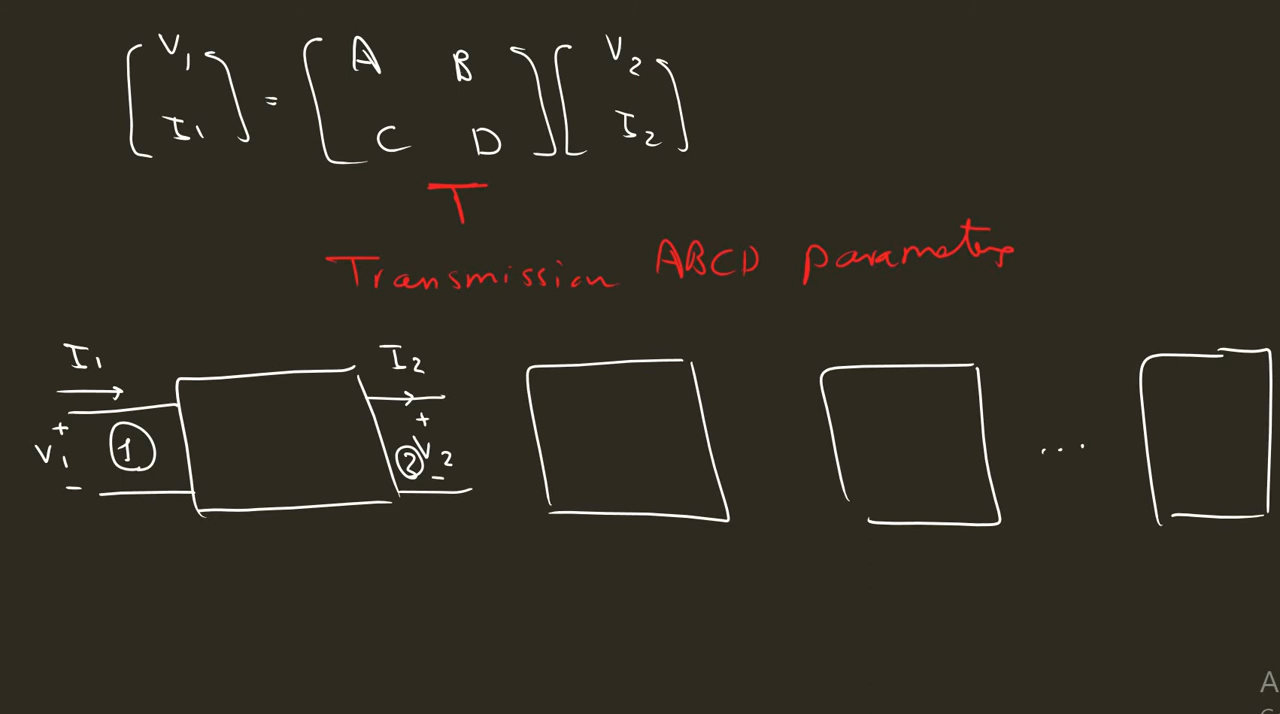 [V1 I1] = [A B C D] [V2 I2]
T
Transmission ABCD parameters
I1 I2
+ +
V1 1 2 V2
- -
...
A